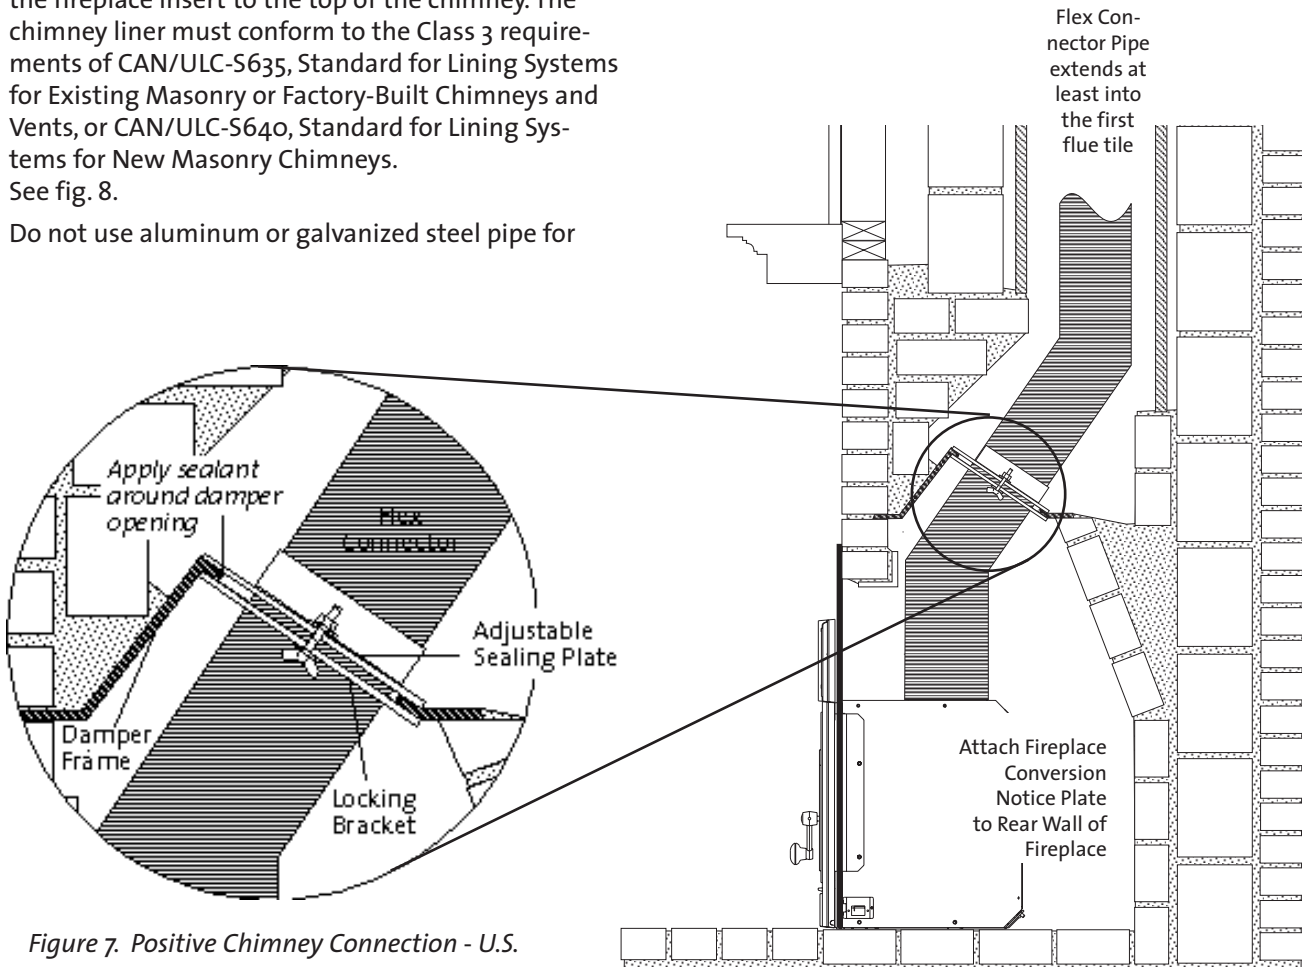 the fireplace insert to the top of the chimney. The
chimney liner must conform to the Class 3 require-
ments of CAN/ULC-S635, Standard for Lining Systems
for Existing Masonry or Factory-Built Chimneys and
Vents, or CAN/ULC-S640, Standard for Lining Sys-
tems for New Masonry Chimneys.
See fig. 8.
Do not use aluminum or galvanized steel pipe for
Flex Con-
nector Pipe
extends at
least into
the first
flue tile
Apply sealant
around damper
opening
Flex
Connector
Adjustable
Sealing Plate
Damper
Frame
Locking
Bracket
Attach Fireplace
Conversion
Notice Plate
to Rear Wall of
Fireplace
Figure 7. Positive Chimney Connection - U.S.